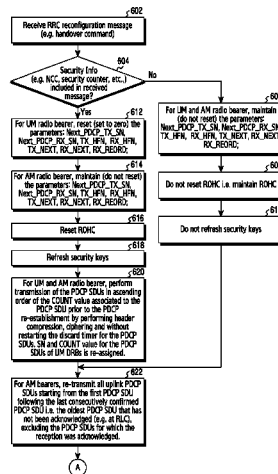 602
Receive RRC reconfiguration message
(e.g. handover command)
604
Security Info
(e.g. NCC, security counter, etc.,)
included in received
message?
No
Yes
612
For UM radio bearer, reset (set to zero) the
parameters: Next_PDCP_TX_SN,
Next_PDCP_RX_SN, TX_HFN, RX_HFN,
TX_NEXT, RX_NEXT, RX_REORD;
614
For AM radio bearer, maintain (do not reset)
the parameters: Next_PDCP_TX_SN,
Next_PDCP_RX_SN, TX_HFN, RX_HFN,
TX_NEXT, RX_NEXT, RX_REORD;
616
Reset ROHC
618
Refresh security keys
620
For UM and AM radio bearer, perform
transmission of the PDCP SDUs in ascending
order of the COUNT value associated to the
PDCP SDU prior to the PDCP
re-establishment by performing header
compression, ciphering and without
restarting the discard timer for the PDCP
SDUs. SN and COUNT value for the PDCP
SDUs of UM DRBs is re-assigned.
622
For AM bearers, re-transmit all uplink PDCP
SDUs starting from the first PDCP SDU
following the last consecutively confirmed
PDCP SDU i.e. the oldest PDCP SDU that has
not been acknowledged (e.g. at RLC),
excluding the PDCP SDUs for which the
reception was acknowledged.
A
60
For UM and AM radio bearer, maintain
(do not reset) the parameters:
Next_PDCP_TX_SN, Next_PDCP_RX_SN,
TX_HFN, RX_HFN, TX_NEXT, RX_NEXT,
RX_REORD;
60
Do not reset ROHC i.e. maintain ROHC
61
Do not refresh security keys